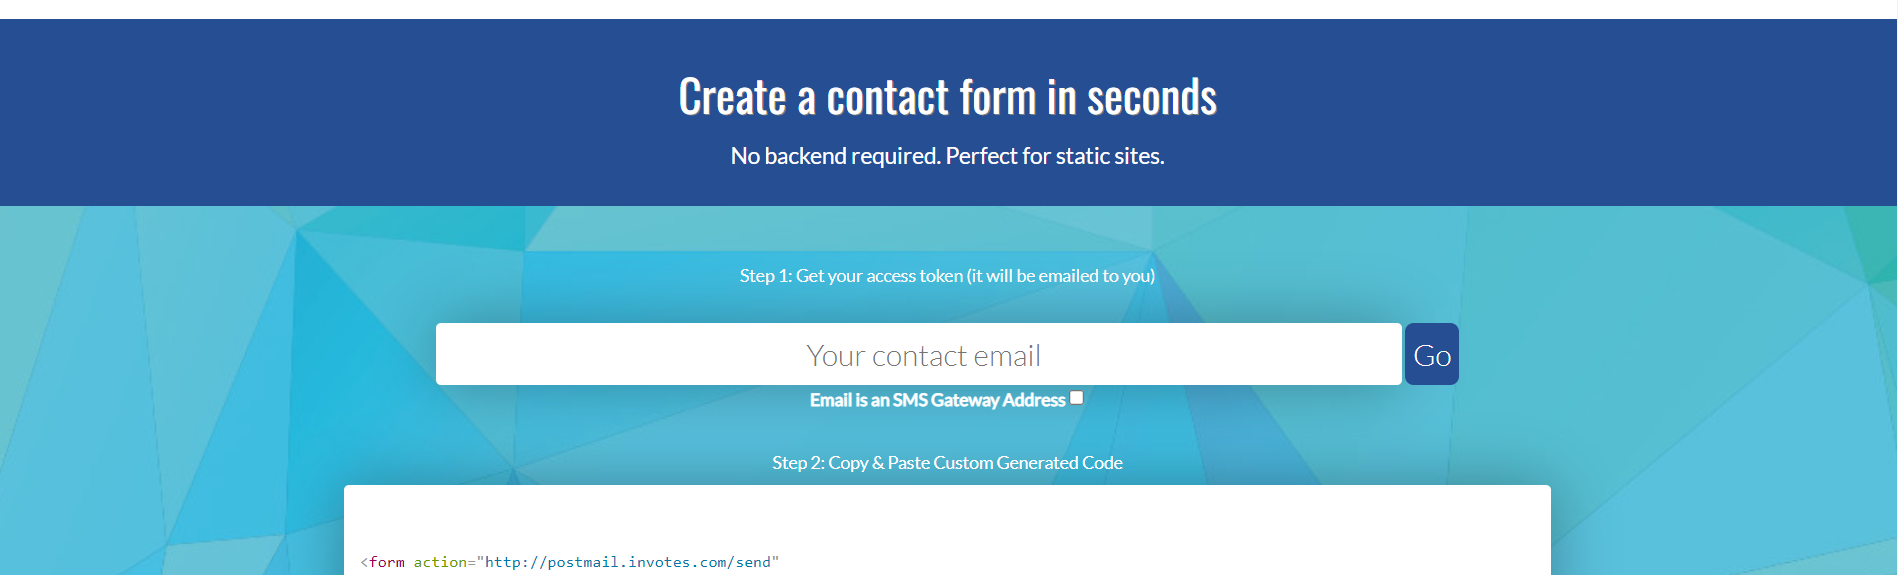 Create a contact form in seconds
No backend required. Perfect for static sites.
Step 1: Get your access token (it will be emailed to you)
Your contact email
Go
Email is an SMS Gateway Address
Step 2: Copy & Paste Custom Generated Code
<form action="http://postmail.invotes.com/send"